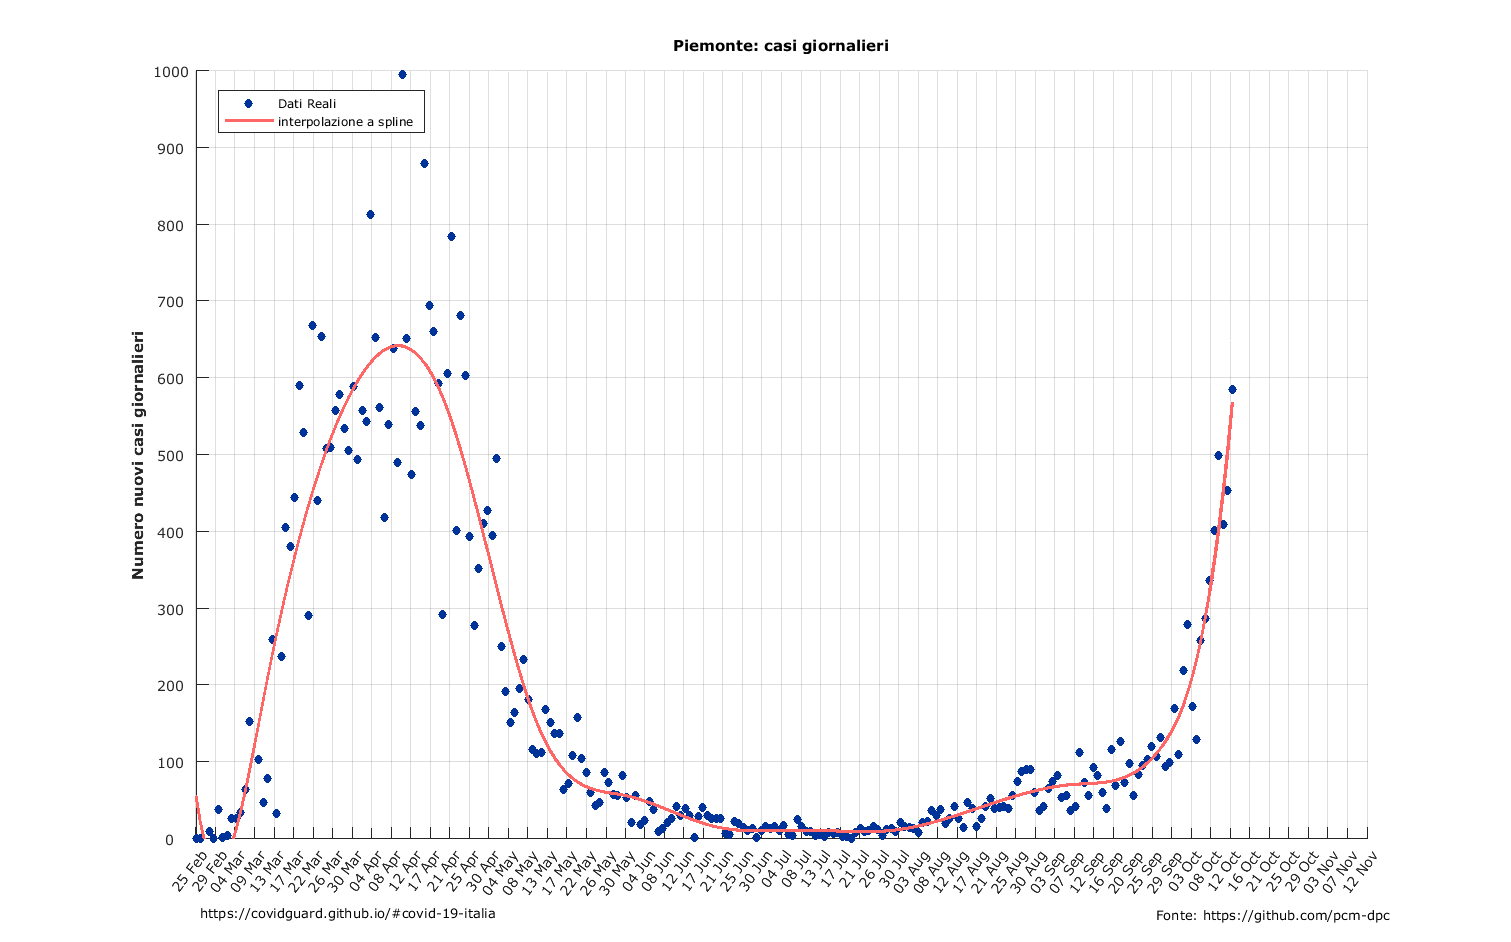 Piemonte: casi giornalieri
Dati Reali
interpolazione a spline
Numero nuovi casi giornalieri
1000
900
800
700
600
500
400
300
200
100
0
25 Feb
29 Feb
04 Mar
09 Mar
13 Mar
17 Mar
22 Mar
26 Mar
30 Mar
04 Apr
08 Apr
12 Apr
17 Apr
21 Apr
25 Apr
30 Apr
04 May
08 May
13 May
17 May
22 May
26 May
30 May
04 Jun
08 Jun
12 Jun
17 Jun
21 Jun
25 Jun
30 Jun
04 Jul
08 Jul
13 Jul
17 Jul
21 Jul
26 Jul
30 Jul
03 Aug
08 Aug
12 Aug
17 Aug
21 Aug
25 Aug
30 Aug
03 Sep
07 Sep
12 Sep
16 Sep
20 Sep
25 Sep
29 Sep
03 Oct
08 Oct
12 Oct
16 Oct
21 Oct
25 Oct
29 Oct
03 Nov
07 Nov
12 Nov
https://covidguard.github.io/#covid-19-italia
Fonte: https://github.com/pcm-dpc